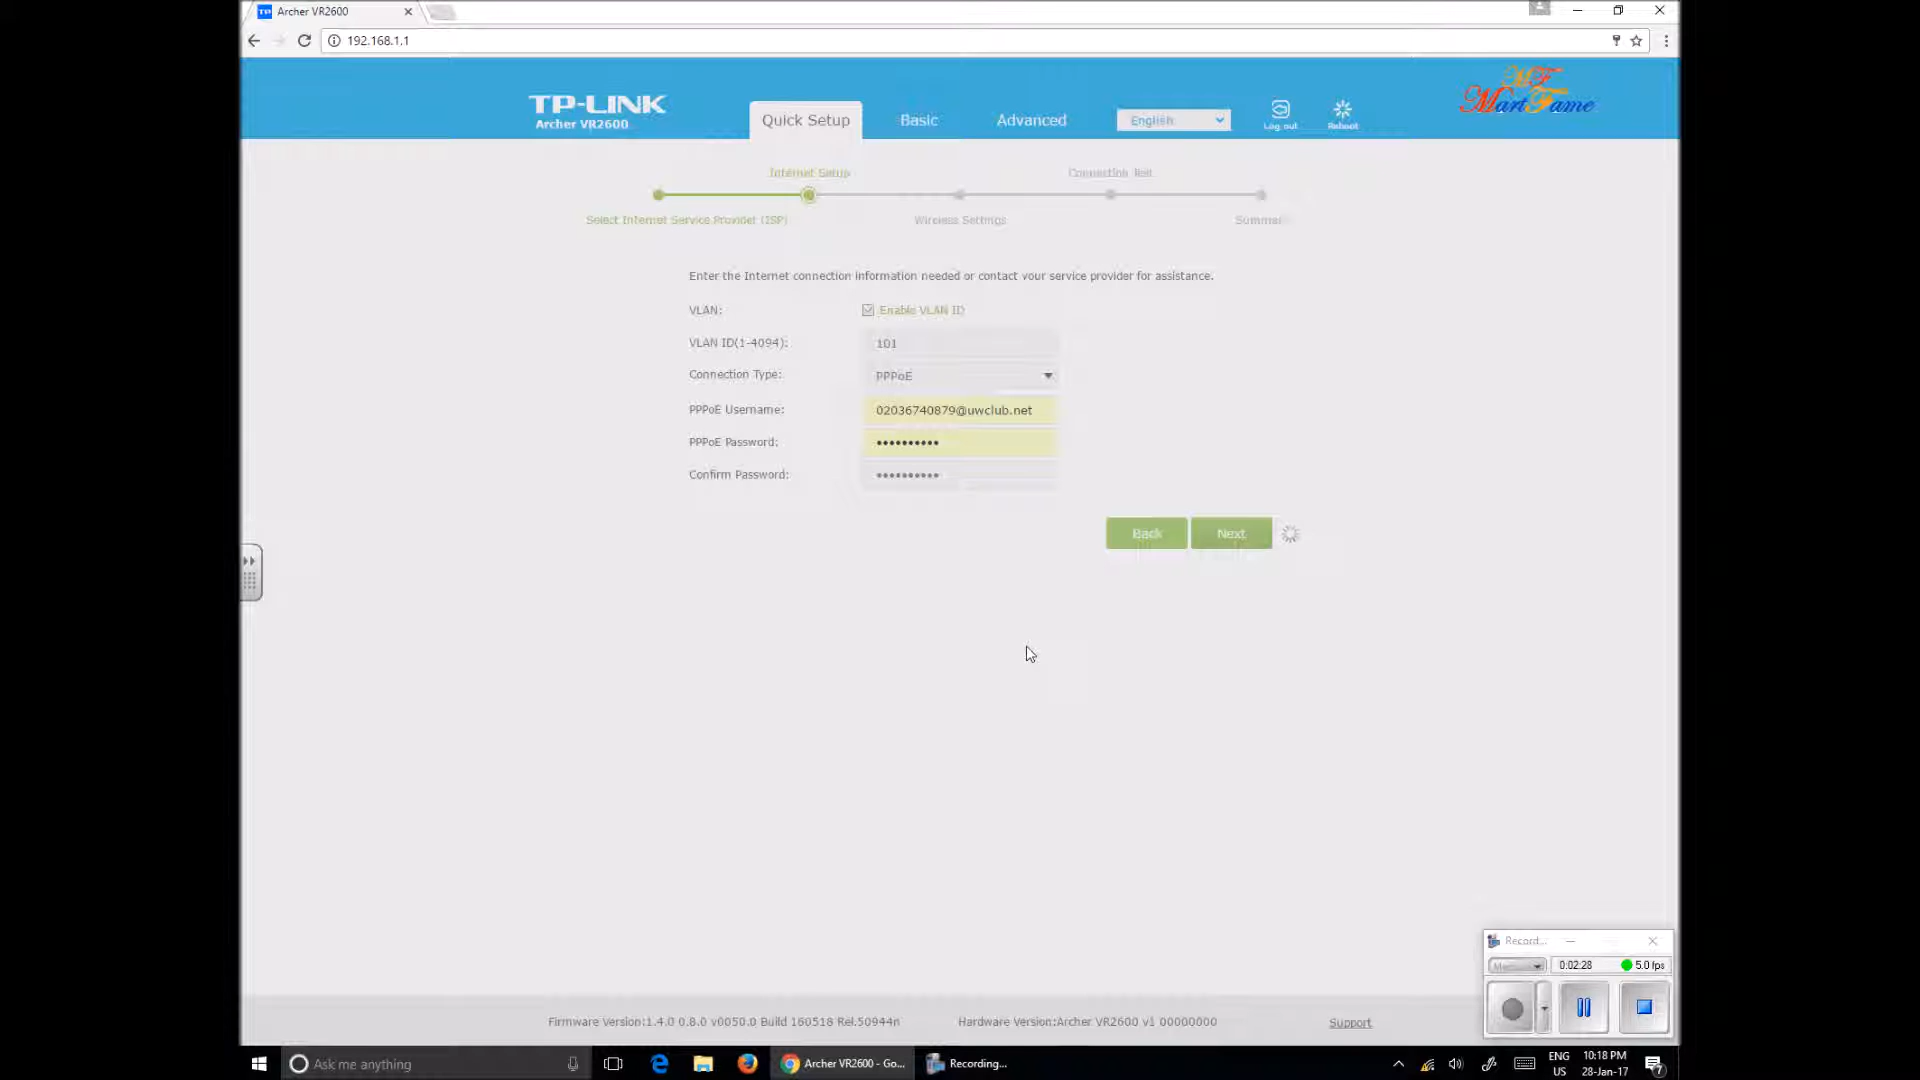 Archer VR2600
192.168.1.1
TP-LINK
Archer VR2600
Quick Setup
Basic
Advanced
English
Log out
Reboot
MF
MartFame
Internet Setup
Connection Test
Select Internet Service Provider (ISP)
Wireless Settings
Summar
Enter the Internet connection information needed or contact your service provider for assistance.
VLAN:
Enable VLAN ID
VLAN ID(1-4094):
101
Connection Type:
PPPoE
PPPoE Username:
02036740879@uwclub.net
PPPoE Password:
••••••••••
Confirm Password:
••••••••••
Back
Next
Record...
0:02:28
5.0 fps
Firmware Version:1.4.0 0.8.0 v0050.0 Build 160518 Rel.50944n
Hardware Version:Archer VR2600 v1 00000000
Support
Ask me anything
Archer VR2600 - Go...
Recording...
ENG
US
10:18 PM
28-Jan-17
7